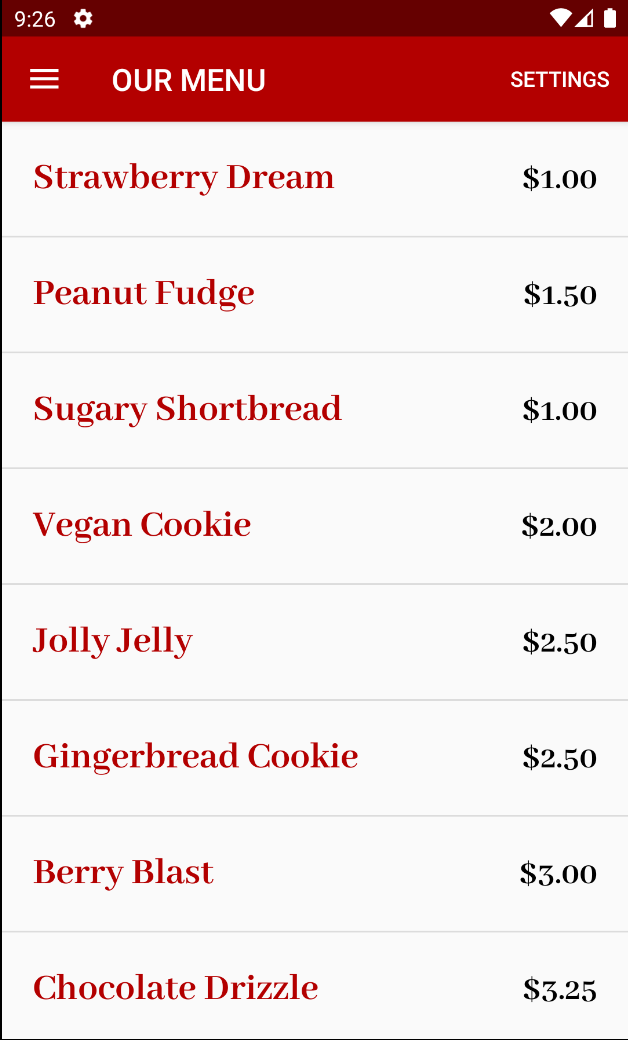 9:26
OUR MENU SETTINGS
Strawberry Dream $1.00
Peanut Fudge $1.50
Sugary Shortbread $1.00
Vegan Cookie $2.00
Jolly Jelly $2.50
Gingerbread Cookie $2.50
Berry Blast $3.00
Chocolate Drizzle $3.25